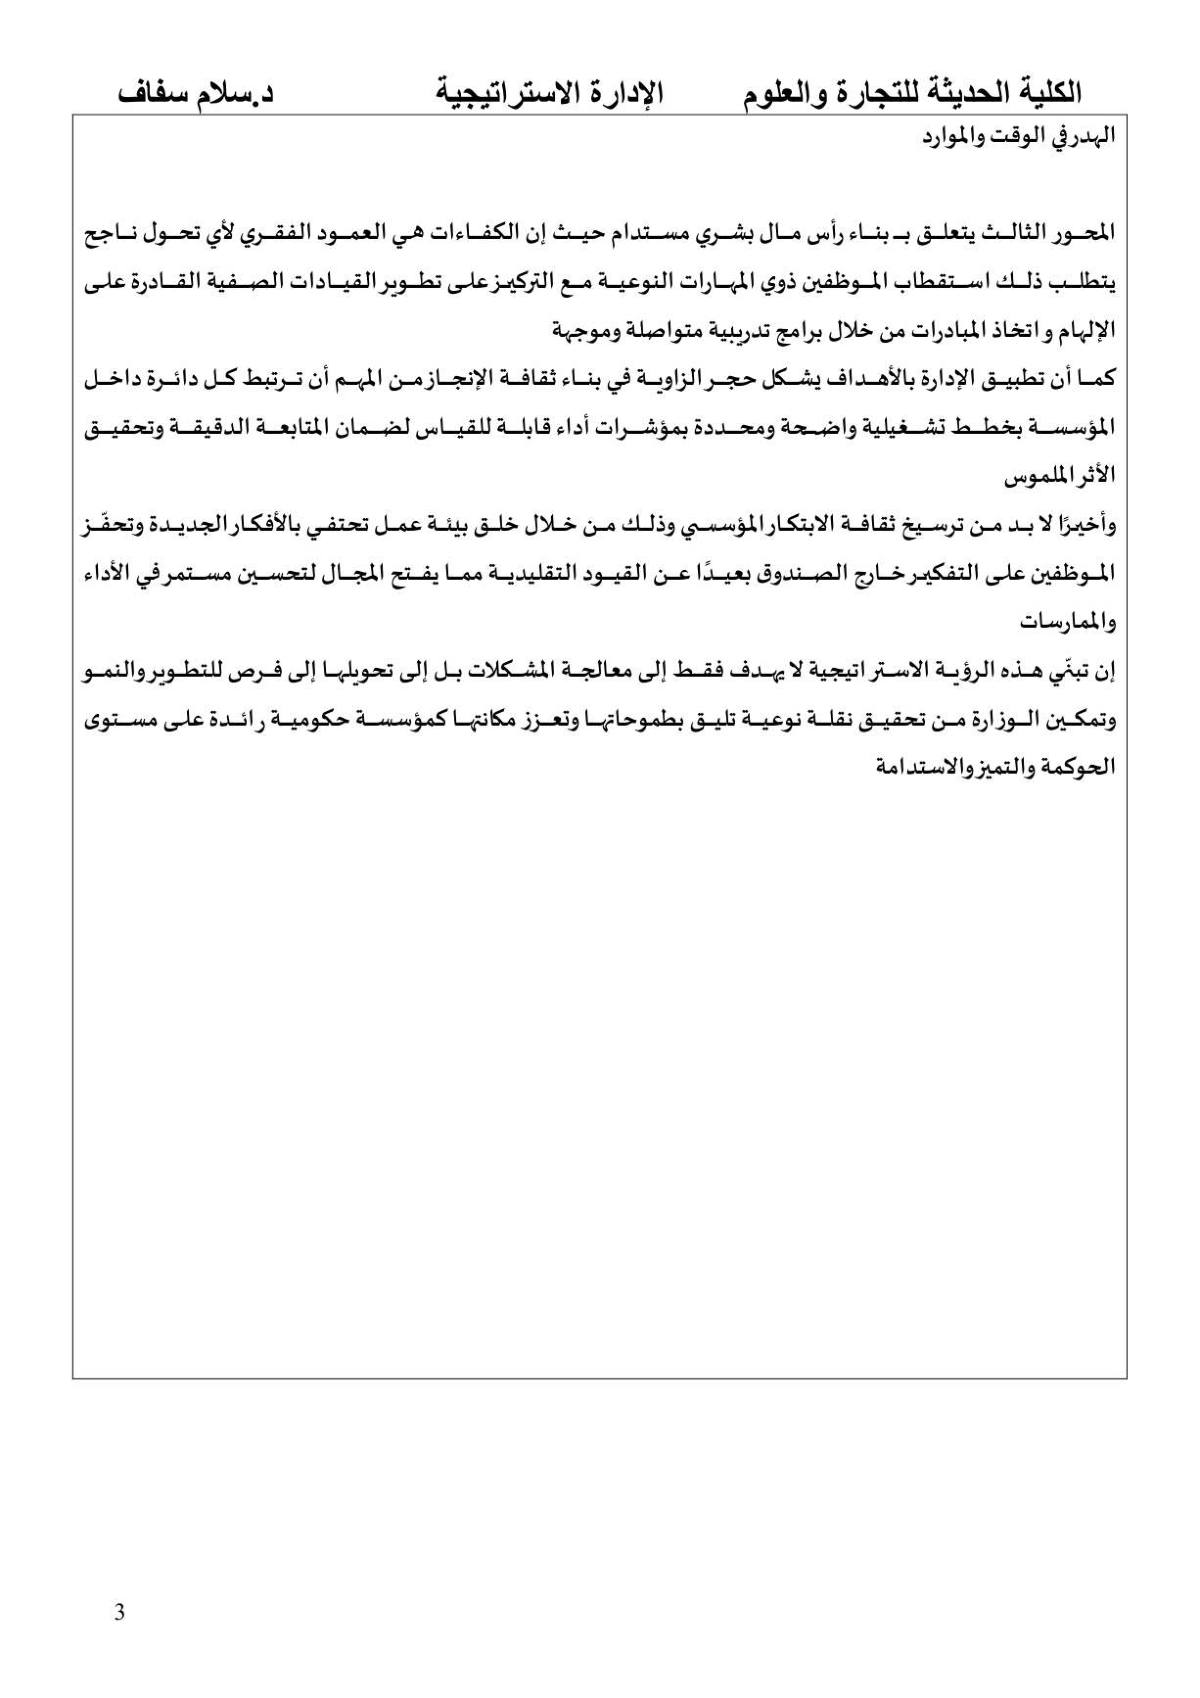 الكلية الحديثة للتجارة والعلوم الإدارة الاستراتيجية د.سلام سفاف
الهدر في الوقت والموارد
المحور الثالث يتعلق بـ بناء رأس مال بشري مستدام حيث إن الكفاءات هي العمود الفقري لأي تحول ناجح
يتطلب ذلك استقطاب الموظفين ذوي المهارات النوعية مع التركيز على تطوير القيادات الصفية القادرة على
الإلهام واتخاذ المبادرات من خلال برامج تدريبية متواصلة وموجهة
كما أن تطبيق الإدارة بالأهداف يشكل حجر الزاوية في بناء ثقافة الإنجاز من المهم أن ترتبط كل دائرة داخل
المؤسسة بخطط تشغيلية واضحة ومحددة بمؤشرات أداء قابلة للقياس لضمان المتابعة الدقيقة وتحقيق
الأثر الملموس
وأخيرًا لا بد من ترسيخ ثقافة الابتكار المؤسسي وذلك من خلال خلق بيئة عمل تحتفي بالأفكار الجديدة وتحفّز
الموظفين على التفكير خارج الصندوق بعيدًا عن القيود التقليدية مما يفتح المجال لتحسين مستمر في الأداء
والممارسات
إن تبنّي هذه الرؤية الاستراتيجية لا يهدف فقط إلى معالجة المشكلات بل إلى تحويلها إلى فرص للتطوير والنمو
وتمكين الوزارة من تحقيق نقلة نوعية تليق بطموحاتها وتعزز مكانتها كمؤسسة حكومية رائدة على مستوى
الحوكمة والتميز والاستدامة
3